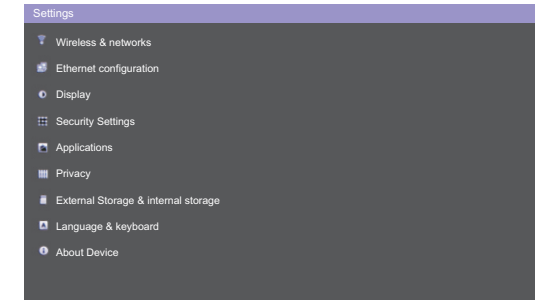 Settings
Wireless & networks
Ethernet configuration
Display
Security Settings
Applications
Privacy
External Storage & internal storage
Language & keyboard
About Device